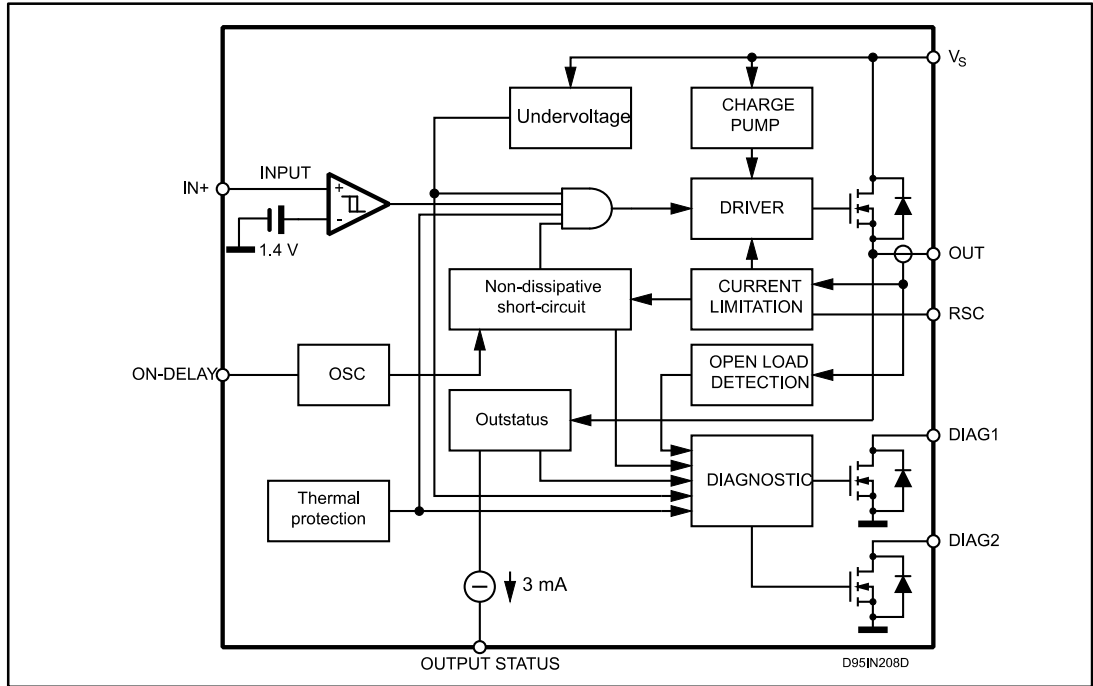 VS
Undervoltage
CHARGE
PUMP
INPUT
IN+
+
-
1.4 V
DRIVER
OUT
Non-dissipative
short-circuit
CURRENT
LIMITATION
RSC
ON-DELAY
OSC
OPEN LOAD
DETECTION
Outstatus
DIAG1
DIAGNOSTIC
Thermal
protection
DIAG2
3 mA
OUTPUT STATUS
D95IN208D